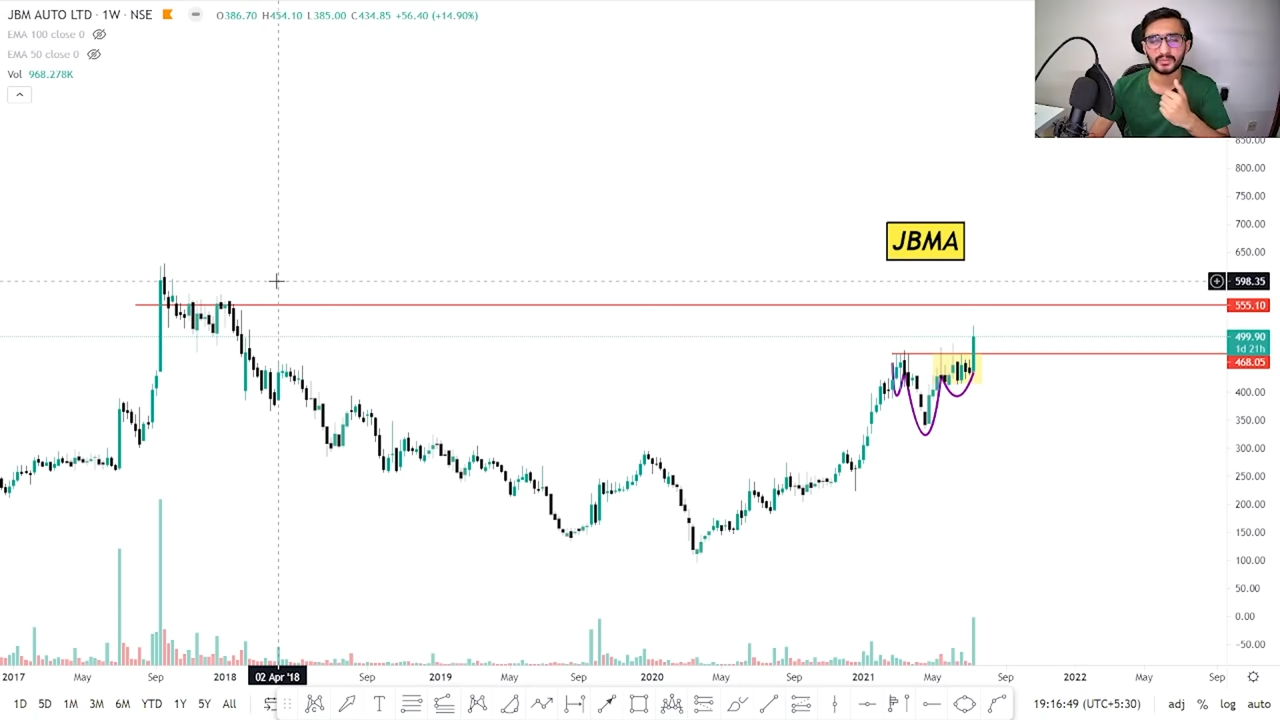 JBM AUTO LTD · 1W · NSE O386.70 H454.10 L385.00 C434.85 +56.40 (+14.90%)
EMA 100 close 0
EMA 50 close 0
Vol 968.278K
850.00
800.00
750.00
700.00
JBMA
650.00
598.35
555.10
499.90
1d 21h
468.05
400.00
350.00
300.00
250.00
200.00
150.00
100.00
50.00
0.00
−50.00
2017 May Sep 2018 02 Apr '18 Sep 2019 May Sep 2020 May Sep 2021 May Sep 2022 May Sep
1D 5D 1M 3M 6M YTD 1Y 5Y All 19:16:49 (UTC+5:30) adj % log auto